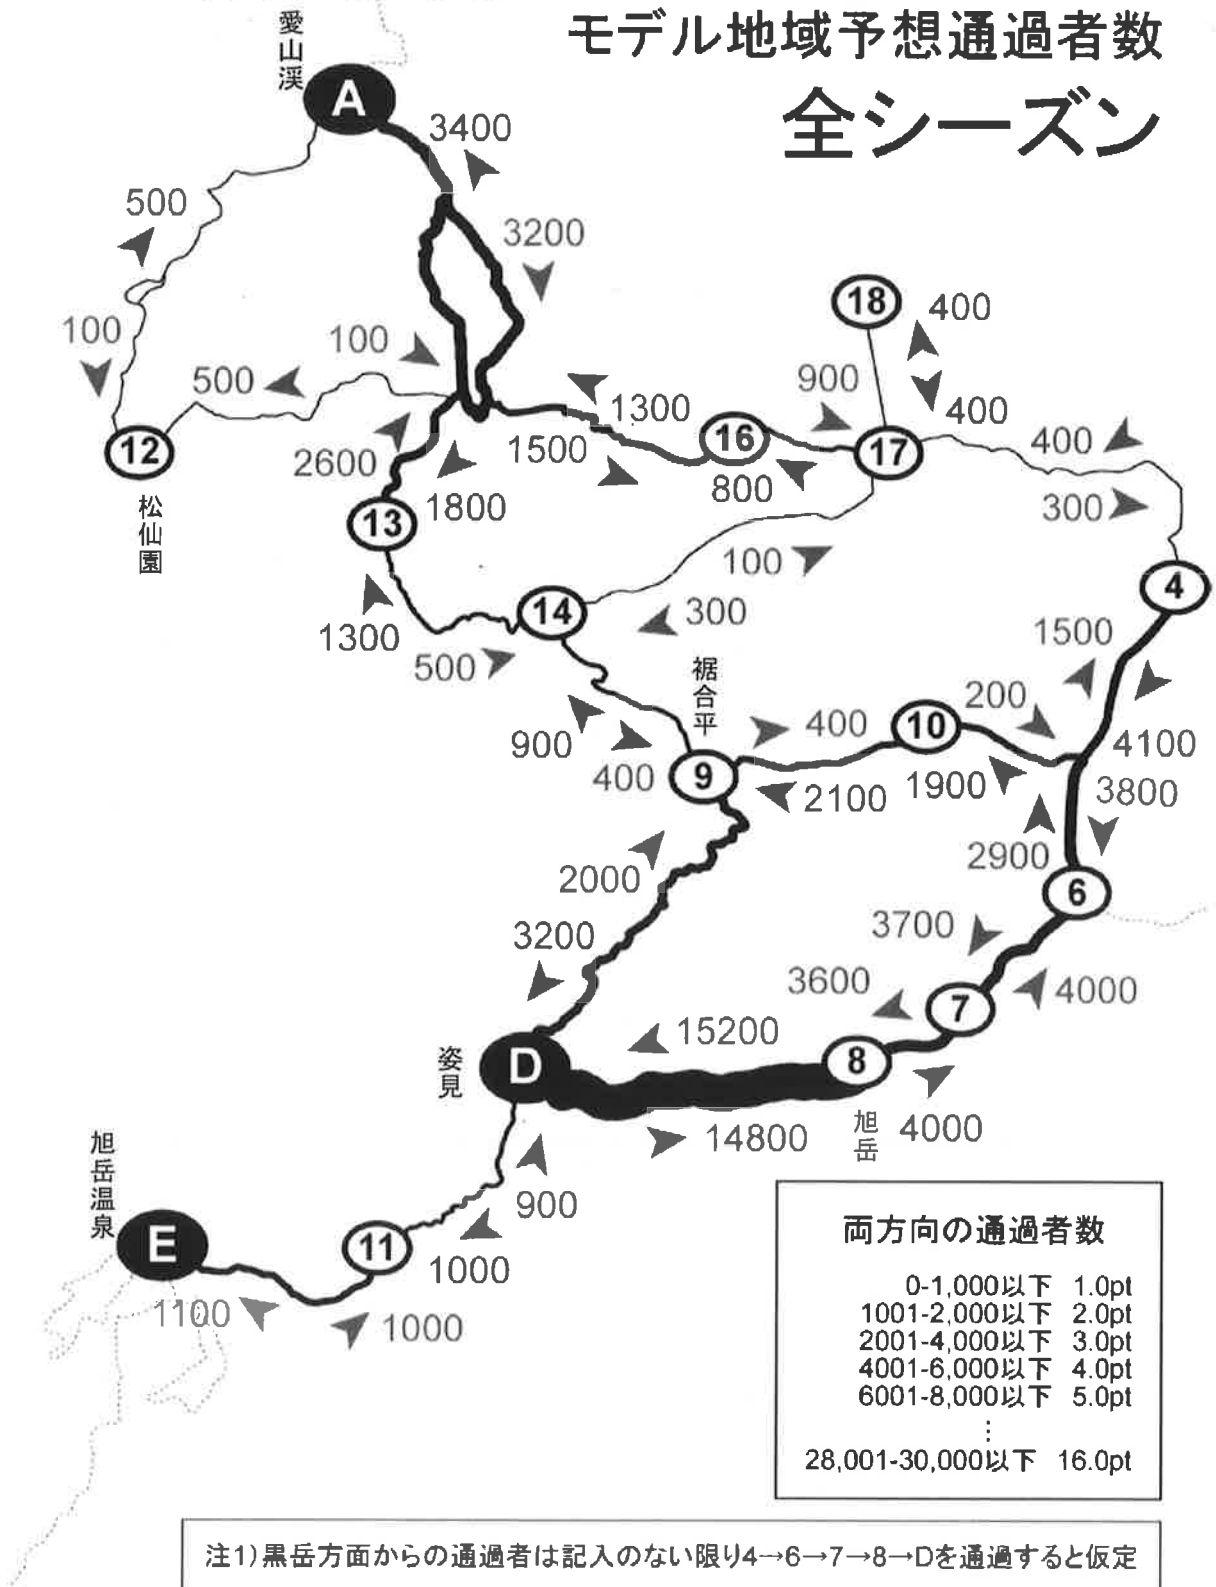 モデル地域予想通過者数
全シーズン
愛山渓
A
3400
500
3200
18
400
100
100
900
500
1300
400
16
400
12
2600
1500
17
800
300
松仙園
13
1800
100
4
14
300
1300
1500
500
裾合平
200
900
400
10
4100
400
9
2100
1900
3800
2900
2000
6
3200
3700
3600
4000
7
15200
姿見
D
8
14800
旭岳
4000
旭岳温泉
900
E
11
1000
1100
1000
両方向の通過者数
0-1,000以下 1.0pt
1001-2,000以下 2.0pt
2001-4,000以下 3.0pt
4001-6,000以下 4.0pt
6001-8,000以下 5.0pt
⋮
28,001-30,000以下 16.0pt
注1)黒岳方面からの通過者は記入のない限り4→6→7→8→Dを通過すると仮定